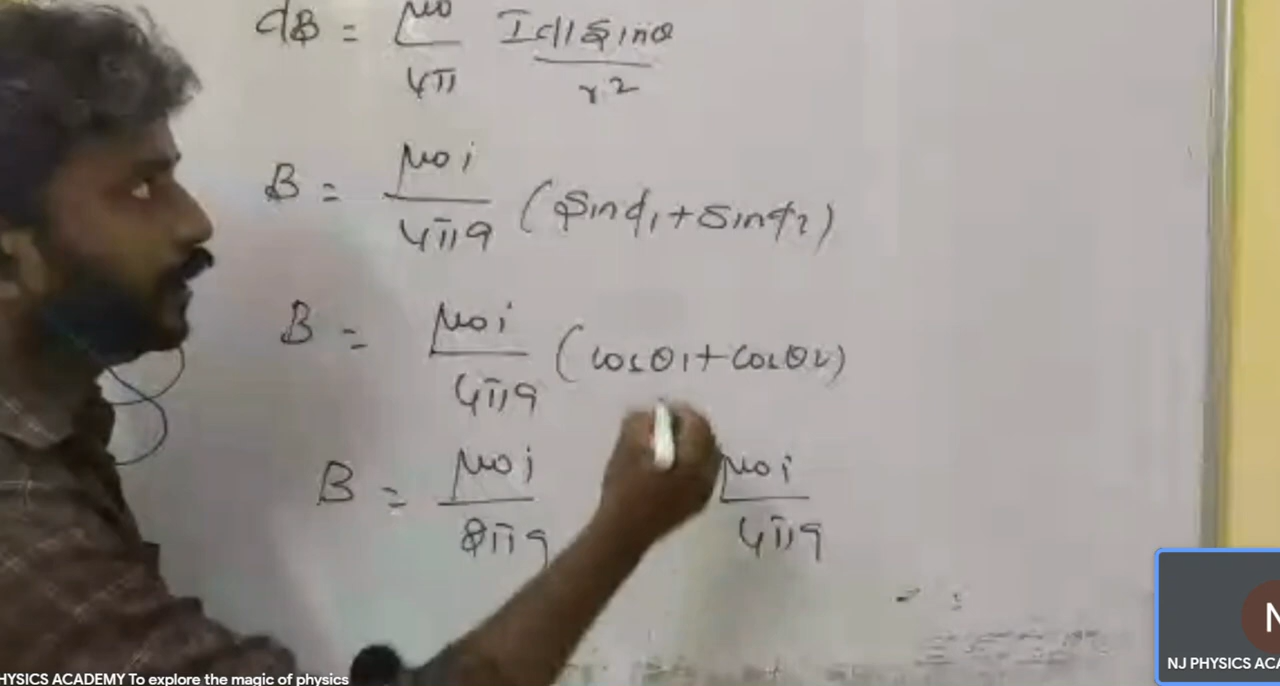 dB = μ0/4π Idl sinθ/r²
B = μ0i/4πa (sinφ1 + sinφ2)
B = μ0i/4πa (cosθ1 + cosθ2)
B = μ0i/8πa μ0i/4πa
N
NJ PHYSICS ACA
HYSICS ACADEMY To explore the magic of physics